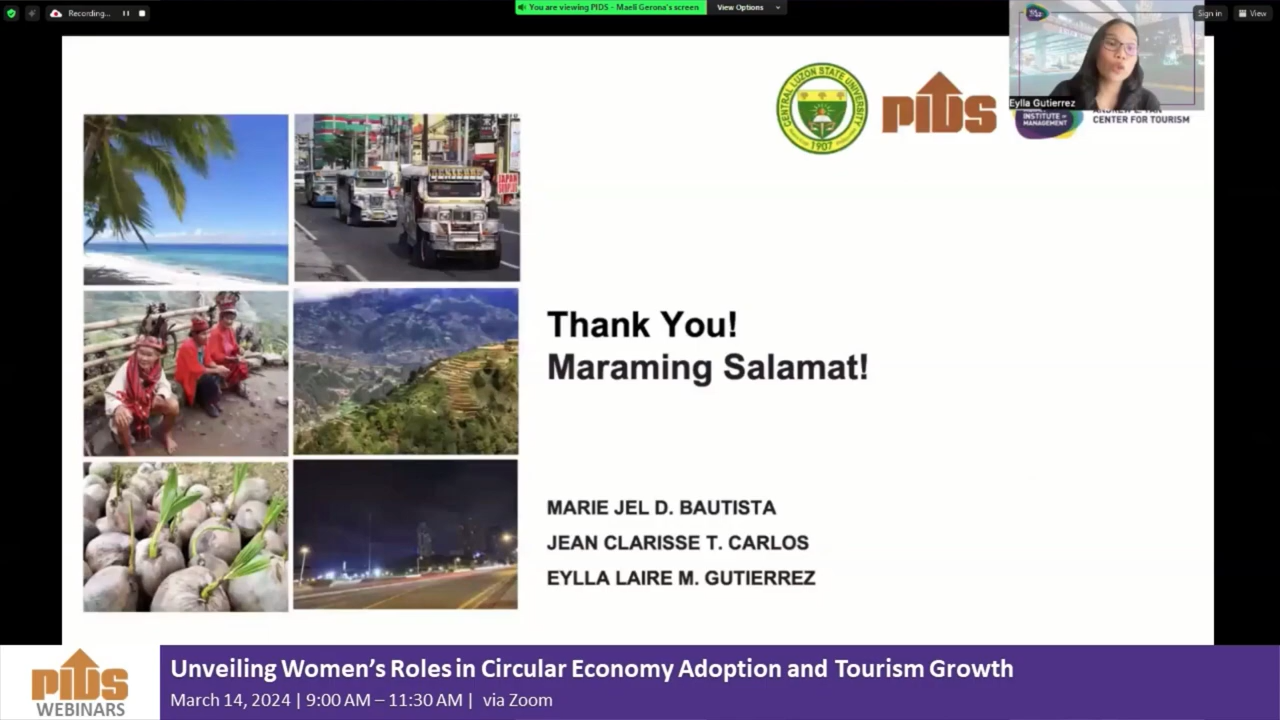 Recording...
You are viewing PIDS - Maeli Gerona's screen
View Options
Sign in
View
Eylla Gutierrez
CENTRAL LUZON STATE UNIVERSITY
1907
PIDS
INSTITUTE OF
MANAGEMENT
CENTER FOR TOURISM
JAPAN
SURPLUS
Thank You!
Maraming Salamat!
MARIE JEL D. BAUTISTA
JEAN CLARISSE T. CARLOS
EYLLA LAIRE M. GUTIERREZ
PIDS
WEBINARS
Unveiling Women's Roles in Circular Economy Adoption and Tourism Growth
March 14, 2024 | 9:00 AM – 11:30 AM | via Zoom